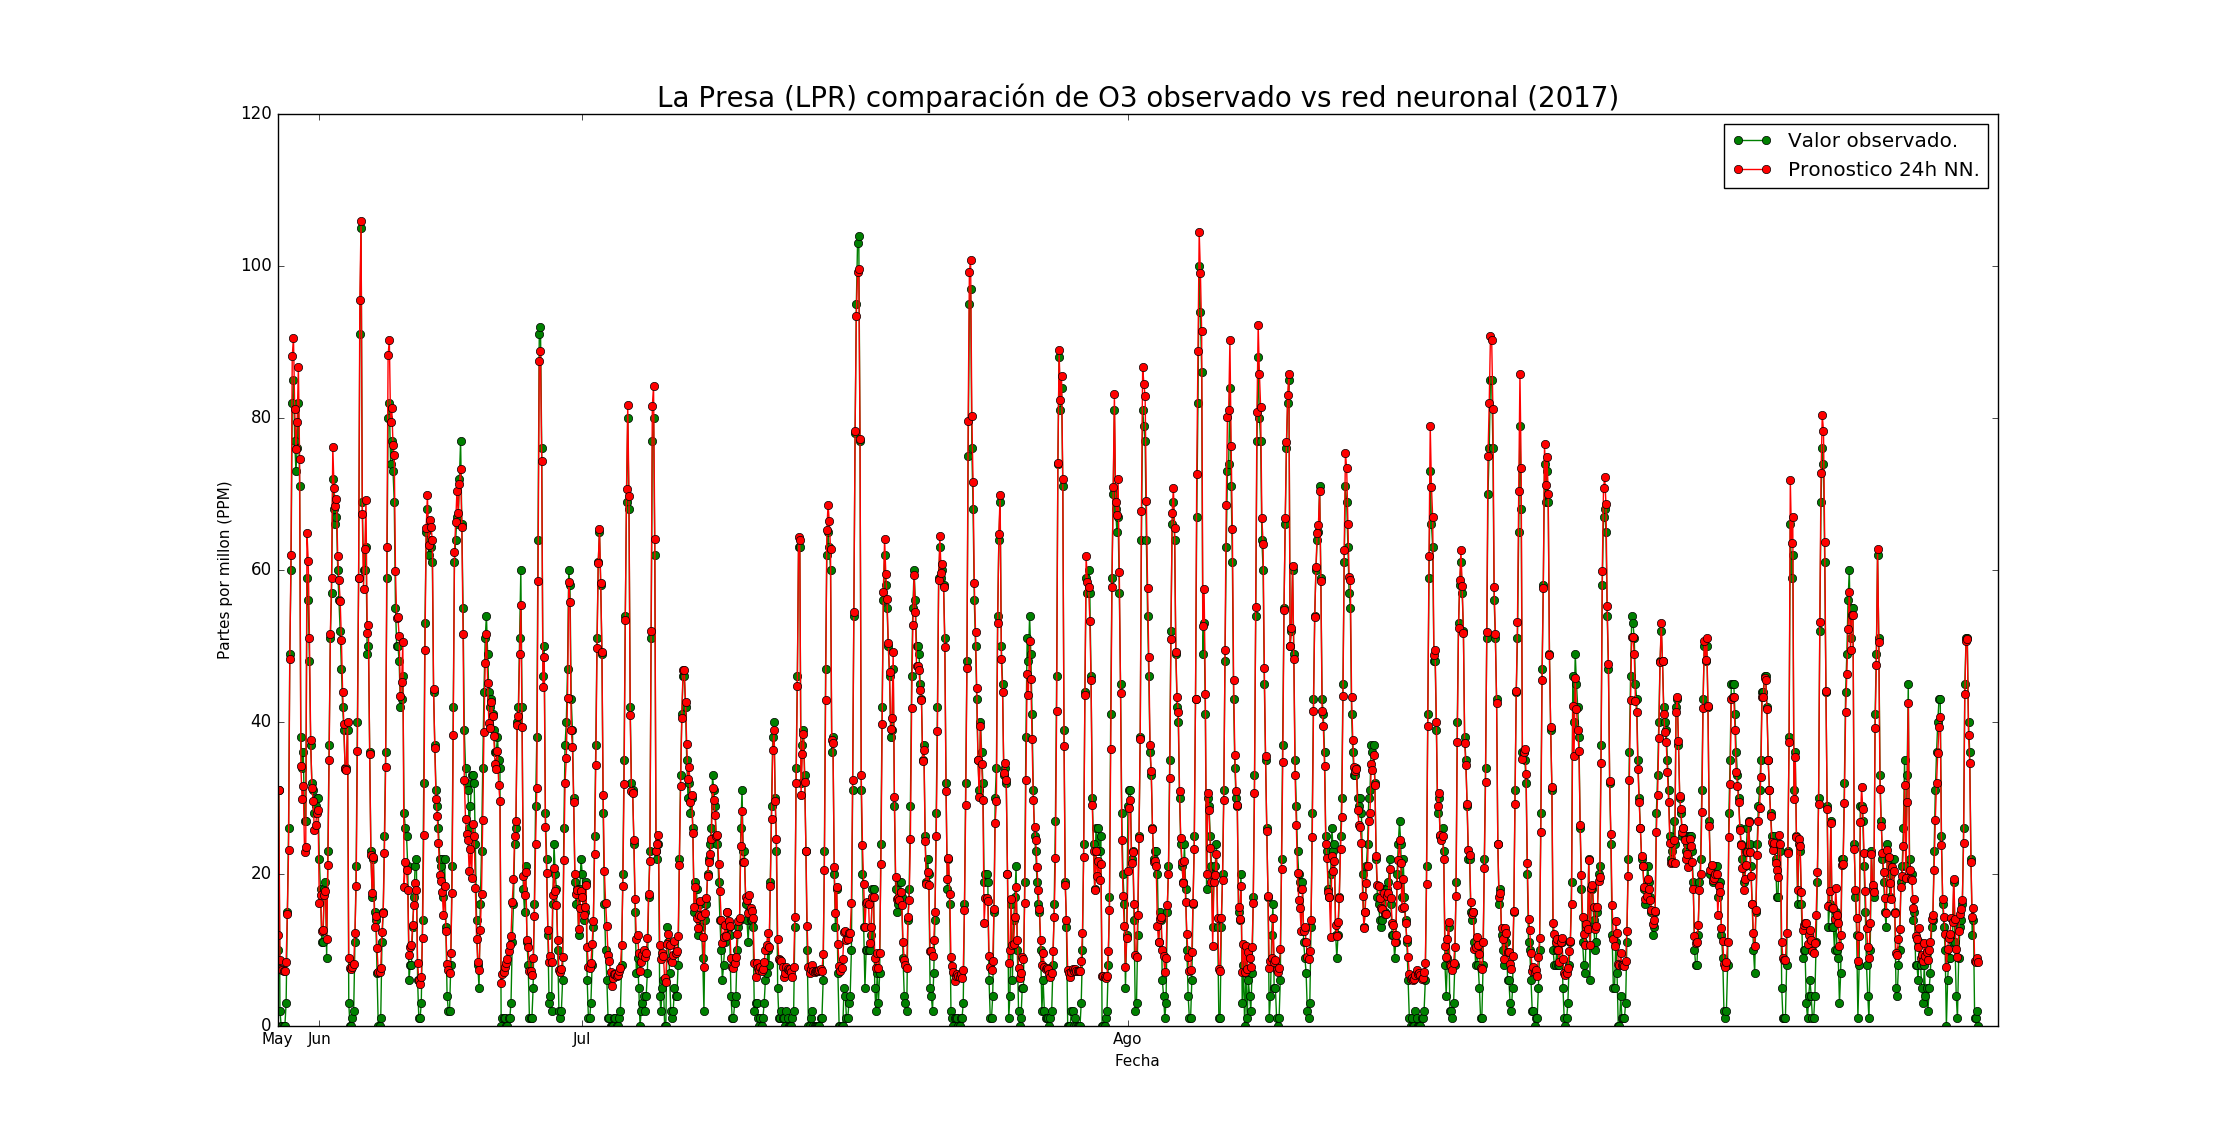 La Presa (LPR) comparación de O3 observado vs red neuronal (2017)
120
100
80
60
40
20
0
Partes por millon (PPM)
Valor observado.
Pronostico 24h NN.
May Jun Jul Ago
Fecha